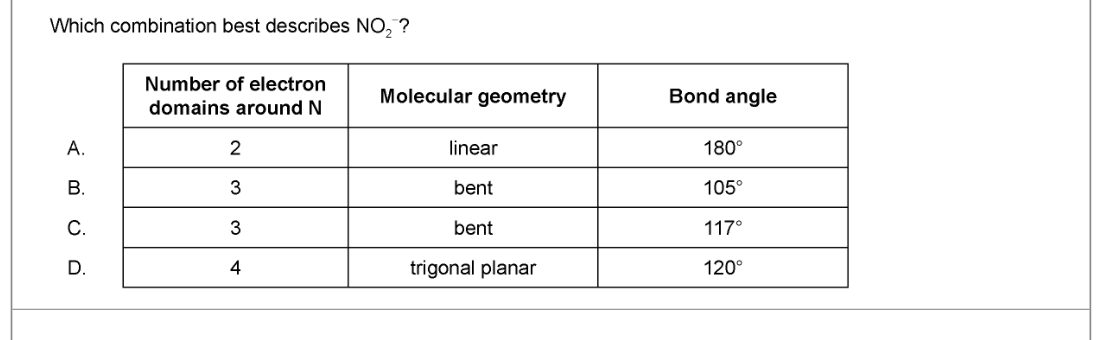 Which combination best describes NO₂⁻?
Number of electron domains around N Molecular geometry Bond angle
A. 2 linear 180°
B. 3 bent 105°
C. 3 bent 117°
D. 4 trigonal planar 120°